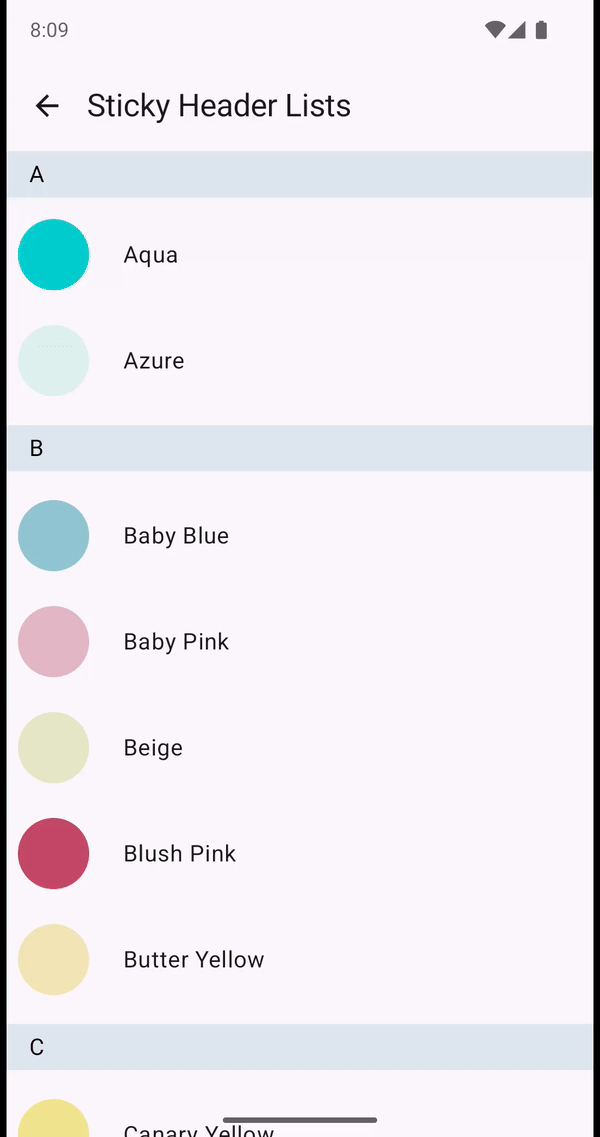 8:09
Sticky Header Lists
A
Aqua
Azure
B
Baby Blue
Baby Pink
Beige
Blush Pink
Butter Yellow
C
Canary Yellow